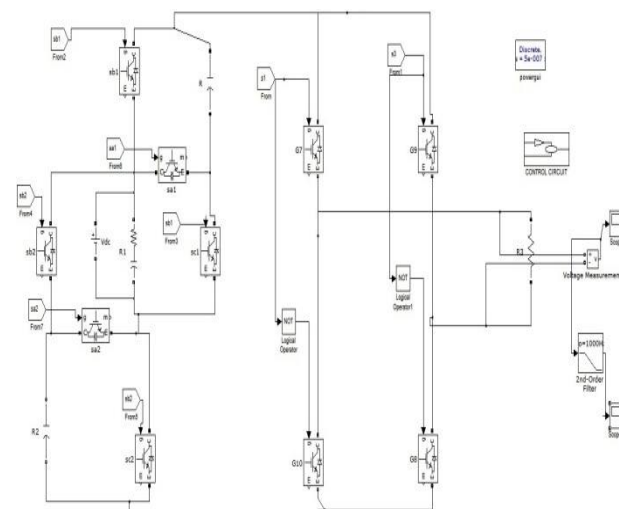 sb1
From2
sb1
R
sa1
From6
sa1
sb2
From4
sb2
Vdc
R1
sb1
From3
sc1
sa2
From7
sa2
R2
sb2
From5
sc2
s1
From
G7
s3
From1
G9
NOT
Logical
Operator
NOT
Logical
Operator1
G10
G8
R3
Discrete,
s = 5e-007
powergui
CONTROL CIRCUIT
+
-
v
Voltage Measurement
2nd-Order
Filter